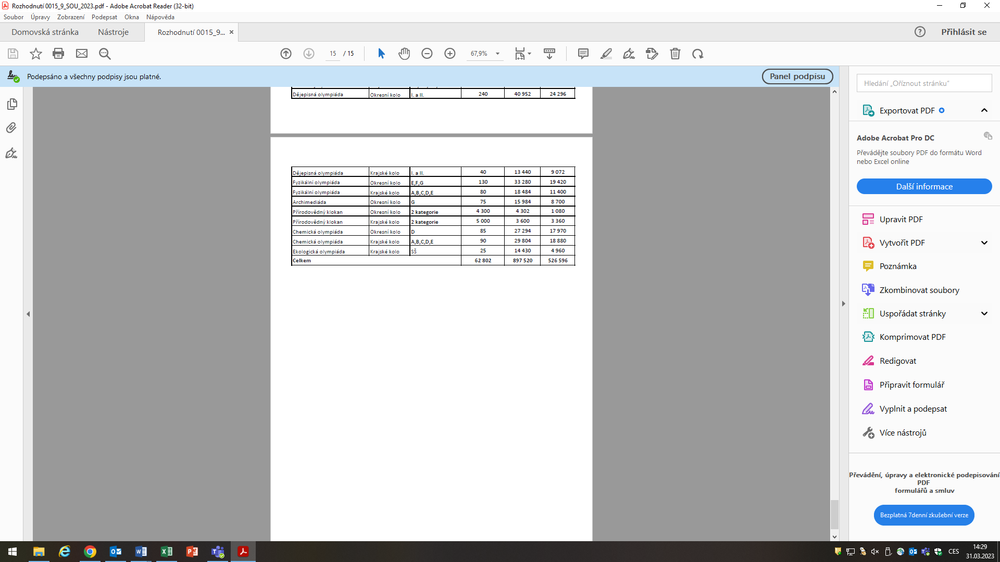 Rozhodnutí 0015_9_SOU_2023.pdf - Adobe Acrobat Reader (32-bit)
Soubor Úpravy Zobrazení Podepsat Okna Nápověda
Domovská stránka Nástroje Rozhodnutí 0015_9... × Přihlásit se
15 / 15 67,9%
Podepsáno a všechny podpisy jsou platné. Panel podpisu
Dějepisná olympiáda Okresní kolo I. a II. 240 40 952 24 296
Dějepisná olympiáda Krajské kolo I. a II. 40 13 440 9 072
Fyzikální olympiáda Okresní kolo E,F,G 130 33 280 19 420
Fyzikální olympiáda Krajské kolo A,B,C,D,E 80 18 484 11 400
Archimediáda Okresní kolo G 75 15 984 8 700
Přírodovědný klokan Okresní kolo 2 kategorie 4 300 4 302 1 080
Přírodovědný klokan Krajské kolo 2 kategorie 5 000 3 600 3 360
Chemická olympiáda Okresní kolo D 85 27 294 17 970
Chemická olympiáda Krajské kolo A,B,C,D,E 90 29 804 18 880
Ekologická olympiáda Krajské kolo SŠ 25 14 430 4 960
Celkem 62 802 897 520 526 596
Hledání „Oříznout stránku“
Exportovat PDF
Adobe Acrobat Pro DC
Převádějte soubory PDF do formátu Word
nebo Excel online
Další informace
Upravit PDF
Vytvořit PDF
Poznámka
Zkombinovat soubory
Uspořádat stránky
Komprimovat PDF
Redigovat
Připravit formulář
Vyplnit a podepsat
Více nástrojů
Převádění, úpravy a elektronické podepisování
PDF
formulářů a smluv
Bezplatná 7denní zkušební verze
CES
14:29
31.03.2023